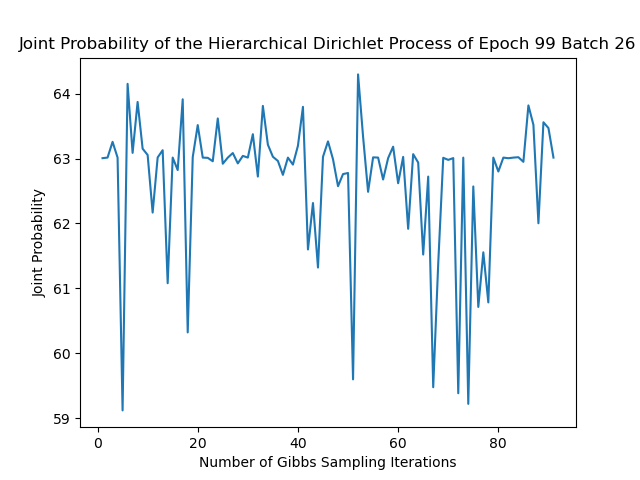 Joint Probability of the Hierarchical Dirichlet Process of Epoch 99 Batch 26
64
63
62
61
60
59
Joint Probability
0 20 40 60 80
Number of Gibbs Sampling Iterations